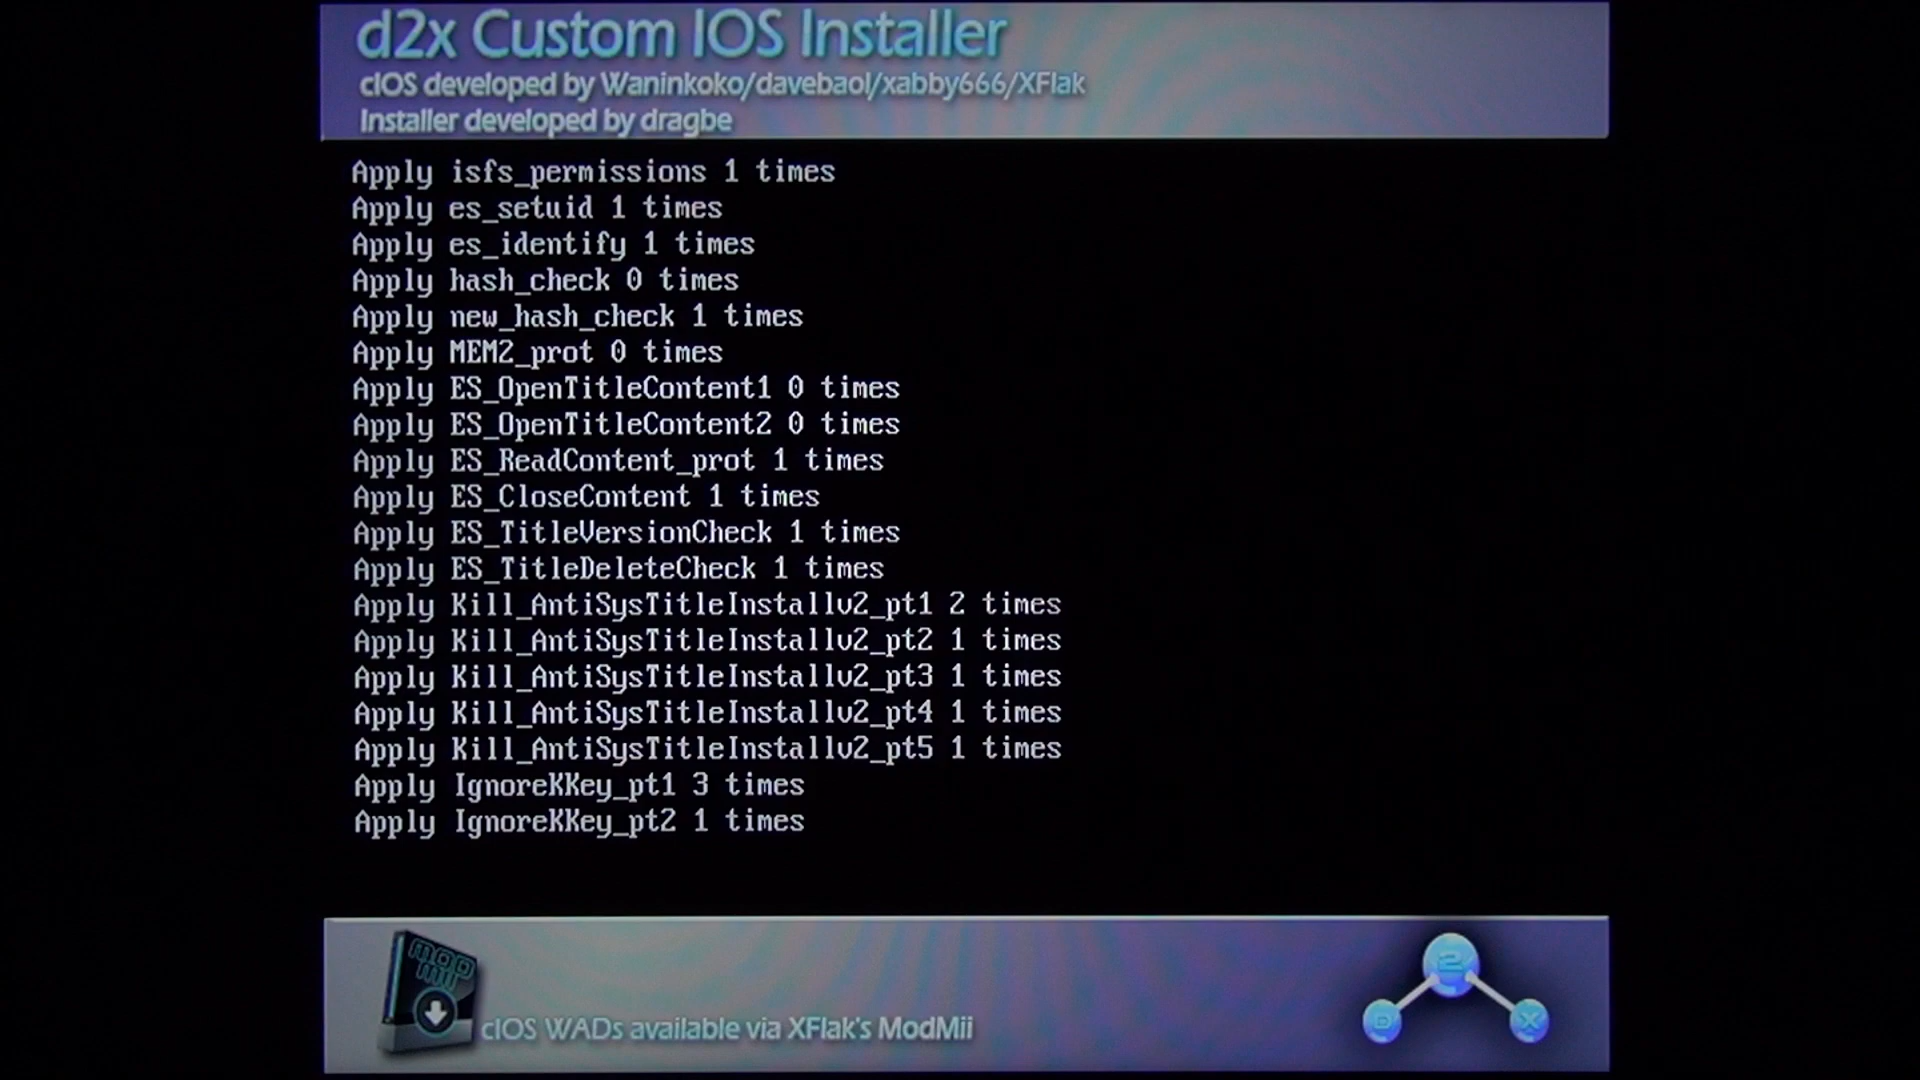 d2x Custom IOS Installer
cIOS developed by Waninkoko/davebaol/xabby666/XFlak
Installer developed by dragbe
Apply isfs_permissions 1 times
Apply es_setuid 1 times
Apply es_identify 1 times
Apply hash_check 0 times
Apply new_hash_check 1 times
Apply MEM2_prot 0 times
Apply ES_OpenTitleContent1 0 times
Apply ES_OpenTitleContent2 0 times
Apply ES_ReadContent_prot 1 times
Apply ES_CloseContent 1 times
Apply ES_TitleVersionCheck 1 times
Apply ES_TitleDeleteCheck 1 times
Apply Kill_AntiSysTitleInstallv2_pt1 2 times
Apply Kill_AntiSysTitleInstallv2_pt2 1 times
Apply Kill_AntiSysTitleInstallv2_pt3 1 times
Apply Kill_AntiSysTitleInstallv2_pt4 1 times
Apply Kill_AntiSysTitleInstallv2_pt5 1 times
Apply IgnoreKKey_pt1 3 times
Apply IgnoreKKey_pt2 1 times
MOD
MII
cIOS WADs available via XFlak's ModMii
2
D X